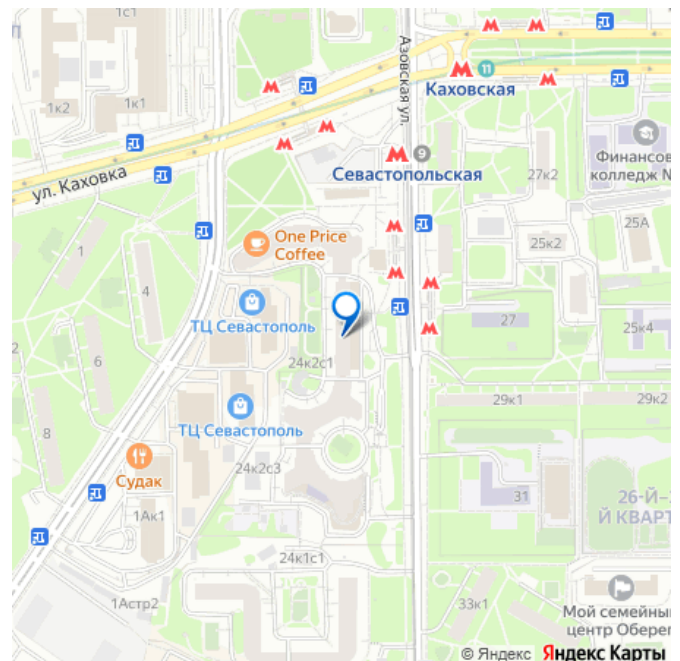 1с1
1к2
1к1
Азовская ул.
11
Каховская
9
Севастопольская
ул. Каховка
27к2
Финансов
колледж №
25А
25к2
One Price
Coffee
1
4
ТЦ Севастополь
27
25к4
2
6
24к2с1
29к1
29к2
8
ТЦ Севастополь
Судак
24к2с3
31
26-Й-
Й КВАРТ
1Ак1
24к1с1
1Астр2
33к1
Мой семейны
центр Оберег
© Яндекс Яндекс Карты